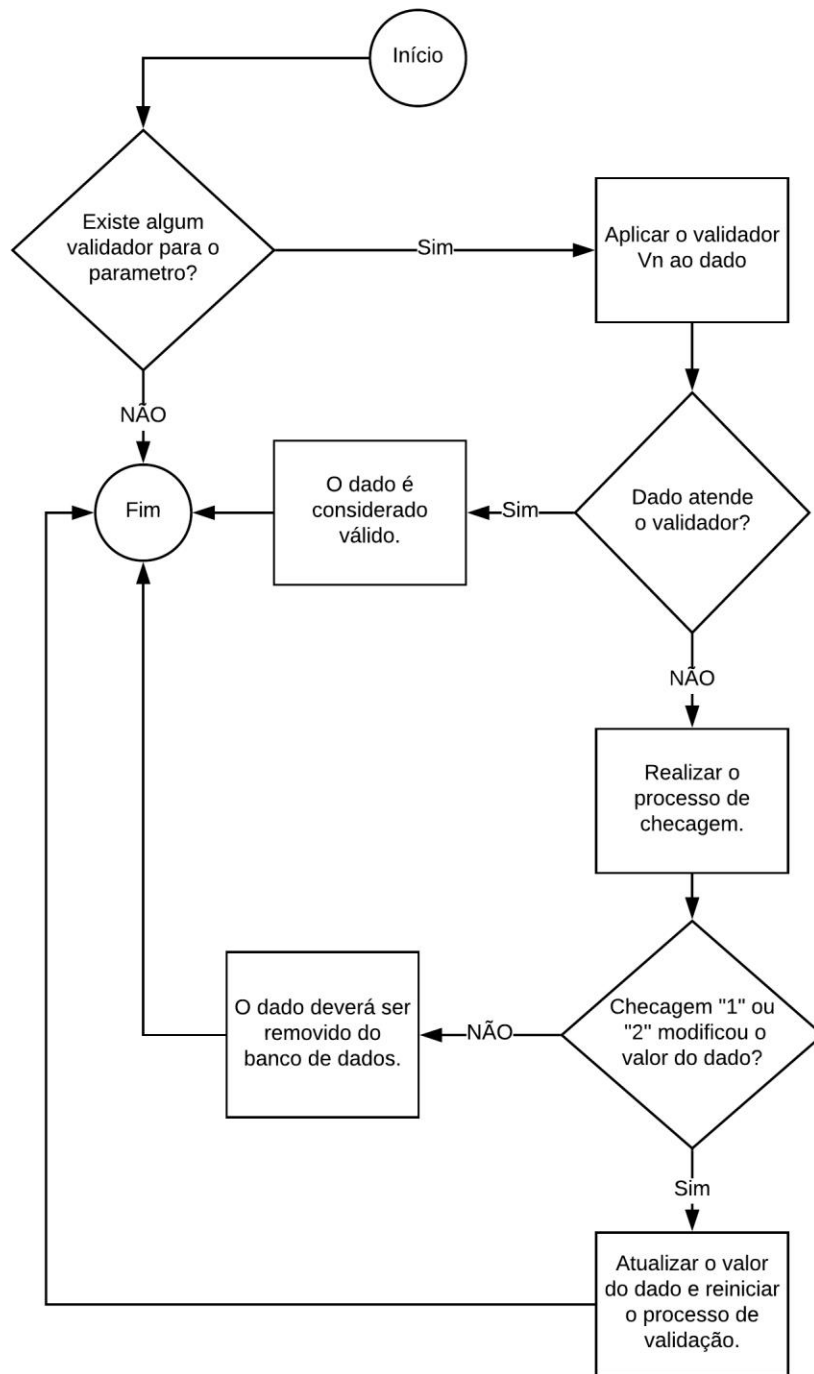 Início
Existe algum
validador para o
parametro?
Sim
Aplicar o validador
Vn ao dado
NÃO
Fim
O dado é
considerado
válido.
Sim
Dado atende
o validador?
NÃO
Realizar o
processo de
checagem.
O dado deverá ser
removido do
banco de dados.
NÃO
Checagem "1" ou
"2" modificou o
valor do dado?
Sim
Atualizar o valor
do dado e reiniciar
o processo de
validação.